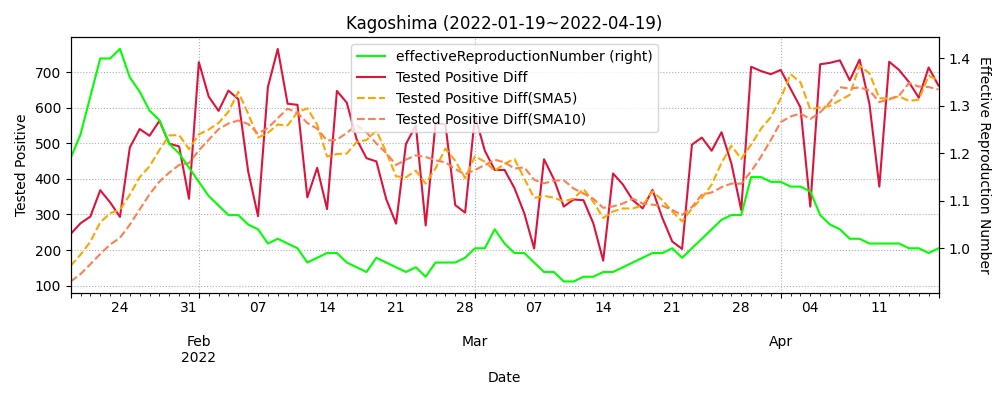 Kagoshima (2022-01-19~2022-04-19)
effectiveReproductionNumber (right)
Tested Positive Diff
Tested Positive Diff(SMA5)
Tested Positive Diff(SMA10)
Tested Positive
700
600
500
400
300
200
100
1.4
1.3
1.2
1.1
1.0
Effective Reproduction Number
24 31 07 14 21 28 07 14 21 28 04 11
Feb Mar Apr
2022
Date